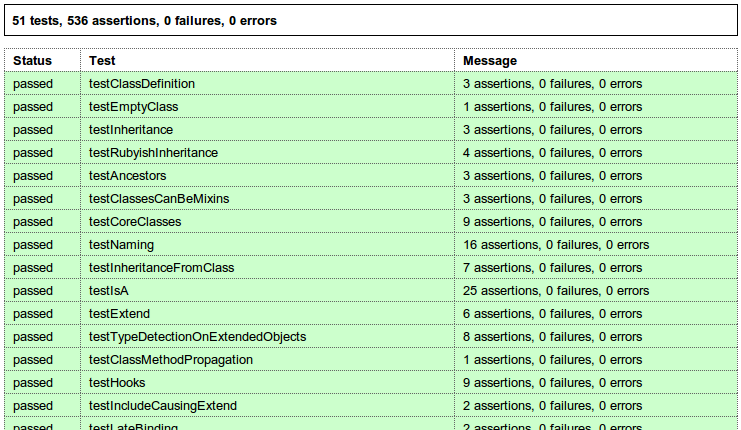 51 tests, 536 assertions, 0 failures, 0 errors
Status Test Message
passed testClassDefinition 3 assertions, 0 failures, 0 errors
passed testEmptyClass 1 assertions, 0 failures, 0 errors
passed testInheritance 3 assertions, 0 failures, 0 errors
passed testRubyishInheritance 4 assertions, 0 failures, 0 errors
passed testAncestors 3 assertions, 0 failures, 0 errors
passed testClassesCanBeMixins 3 assertions, 0 failures, 0 errors
passed testCoreClasses 9 assertions, 0 failures, 0 errors
passed testNaming 16 assertions, 0 failures, 0 errors
passed testInheritanceFromClass 7 assertions, 0 failures, 0 errors
passed testIsA 25 assertions, 0 failures, 0 errors
passed testExtend 6 assertions, 0 failures, 0 errors
passed testTypeDetectionOnExtendedObjects 8 assertions, 0 failures, 0 errors
passed testClassMethodPropagation 1 assertions, 0 failures, 0 errors
passed testHooks 9 assertions, 0 failures, 0 errors
passed testIncludeCausingExtend 2 assertions, 0 failures, 0 errors
passed testLateBinding 2 assertions, 0 failures, 0 errors